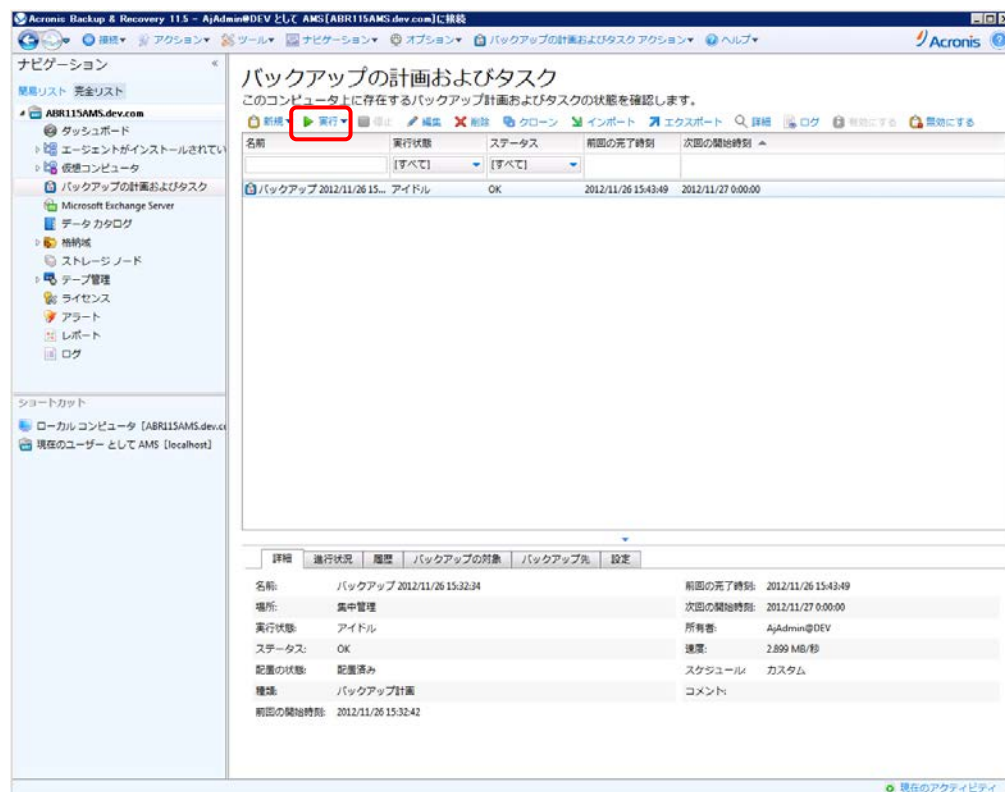 Acronis Backup & Recovery 11.5 - AjAdmin@DEV として AMS[ABR115AMS.dev.com]に接続
接続 アクション ツール ナビゲーション オプション バックアップの計画およびタスク アクション ヘルプ Acronis
ナビゲーション
簡易リスト 完全リスト
ABR115AMS.dev.com
ダッシュボード
エージェントがインストールされてい
仮想コンピュータ
バックアップの計画およびタスク
Microsoft Exchange Server
データ カタログ
格納域
ストレージ ノード
テープ管理
ライセンス
アラート
レポート
ログ
ショートカット
ローカル コンピュータ [ABR115AMS.dev.co
現在のユーザー として AMS [localhost]
バックアップの計画およびタスク
このコンピュータ上に存在するバックアップ計画およびタスクの状態を確認します。
新規 実行 停止 編集 削除 クローン インポート エクスポート 詳細 ログ 有効にする 無効にする
名前 実行状態 ステータス 前回の完了時刻 次回の開始時刻
[すべて] [すべて]
バックアップ 2012/11/26 15... アイドル OK 2012/11/26 15:43:49 2012/11/27 0:00:00
詳細 進行状況 履歴 バックアップの対象 バックアップ先 設定
名前: バックアップ 2012/11/26 15:32:34 前回の完了時刻: 2012/11/26 15:43:49
場所: 集中管理 次回の開始時刻: 2012/11/27 0:00:00
実行状態: アイドル 所有者: AjAdmin@DEV
ステータス: OK 速度: 2.899 MB/秒
配置の状態: 配置済み スケジュール: カスタム
種類: バックアップ計画 コメント:
前回の開始時刻: 2012/11/26 15:32:42
現在のアクティビティ